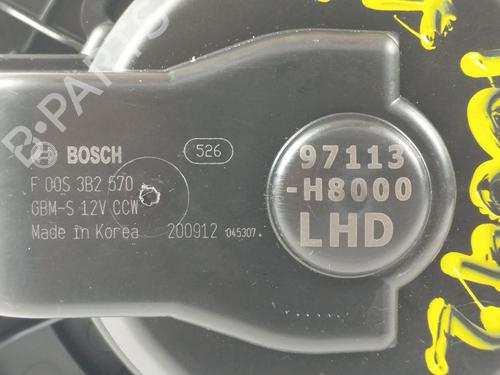 B-PARTS
BOSCH
526
F 00S 3B2 570
GBM-S 12V CCW
Made in Korea 200912 045307.
97113
-H8000
LHD